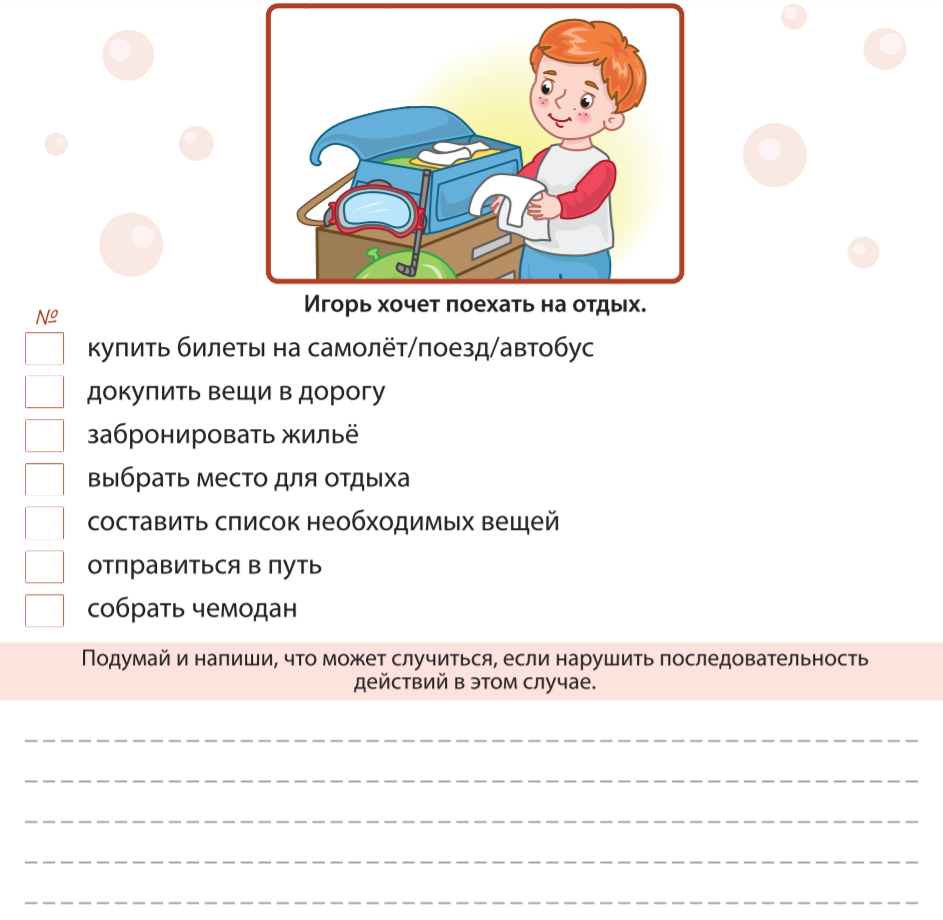 Игорь хочет поехать на отдых.
№
купить билеты на самолёт/поезд/автобус
докупить вещи в дорогу
забронировать жильё
выбрать место для отдыха
составить список необходимых вещей
отправиться в путь
собрать чемодан
Подумай и напиши, что может случиться, если нарушить последовательность
действий в этом случае.